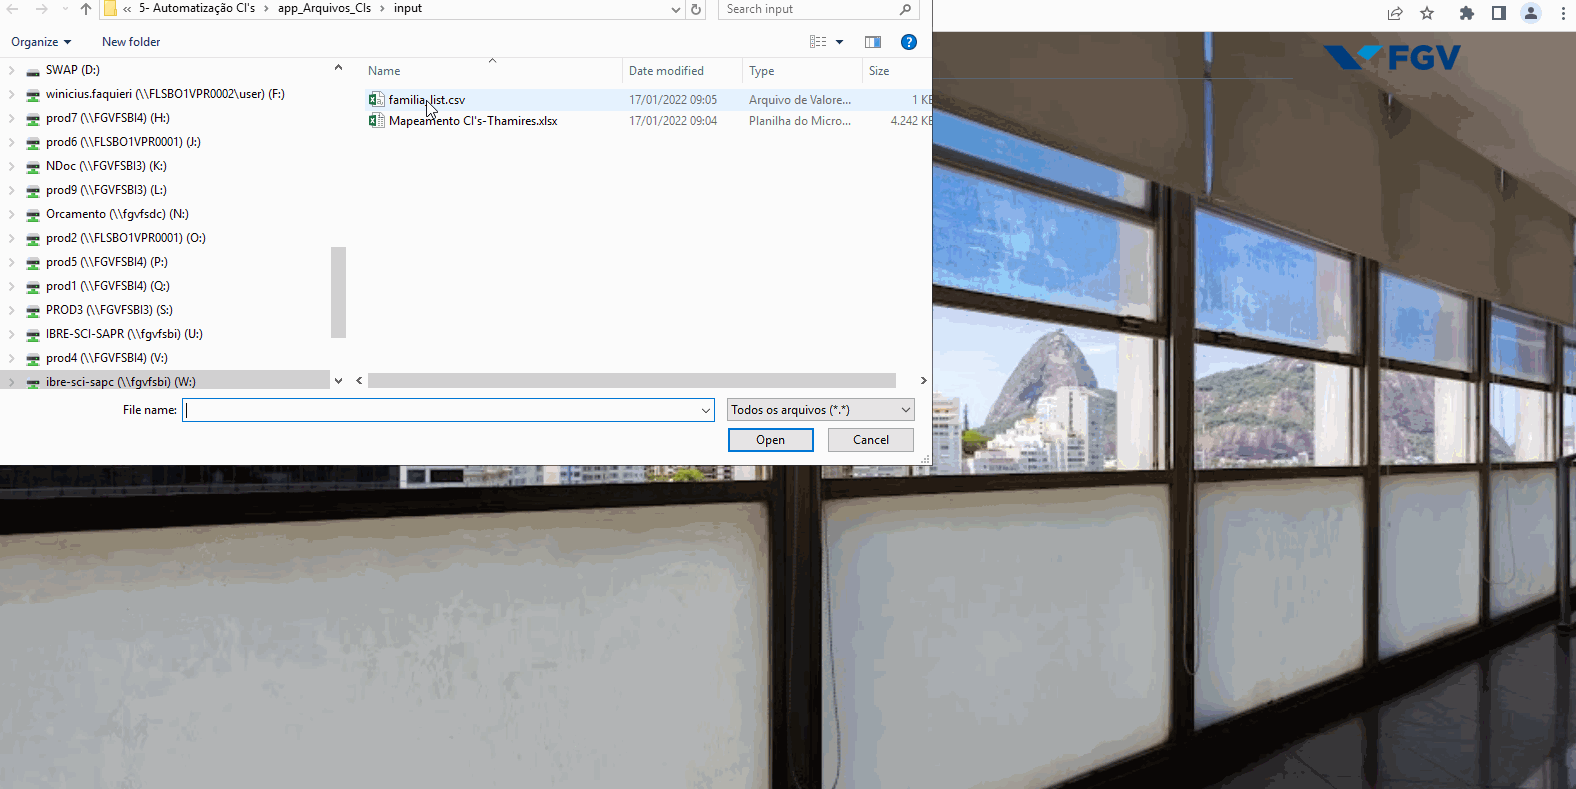 « 5- Automatização CI's > app_Arquivos_CIs > input
Search input
Organize
New folder
Name
Date modified
Type
Size
SWAP (D:)
winicius.faquieri (\\FLSBO1VPR0002\user) (F:)
prod7 (\\FGVFSBI4) (H:)
prod6 (\\FLSBO1VPR0001) (J:)
NDoc (\\FGVFSBI3) (K:)
prod9 (\\FGVFSBI3) (L:)
Orcamento (\\fgvfsdc) (N:)
prod2 (\\FLSBO1VPR0001) (O:)
prod5 (\\FGVFSBI4) (P:)
prod1 (\\FGVFSBI4) (Q:)
PROD3 (\\FGVFSBI3) (S:)
IBRE-SCI-SAPR (\\fgvfsbi) (U:)
prod4 (\\FGVFSBI4) (V:)
ibre-sci-sapc (\\fgvfsbi) (W:)
familia_list.csv 17/01/2022 09:05 Arquivo de Valore... 1 KB
Mapeamento CI's-Thamires.xlsx 17/01/2022 09:04 Planilha do Micro... 4.242 KB
File name:
Todos os arquivos (*.*)
Open
Cancel
FGV